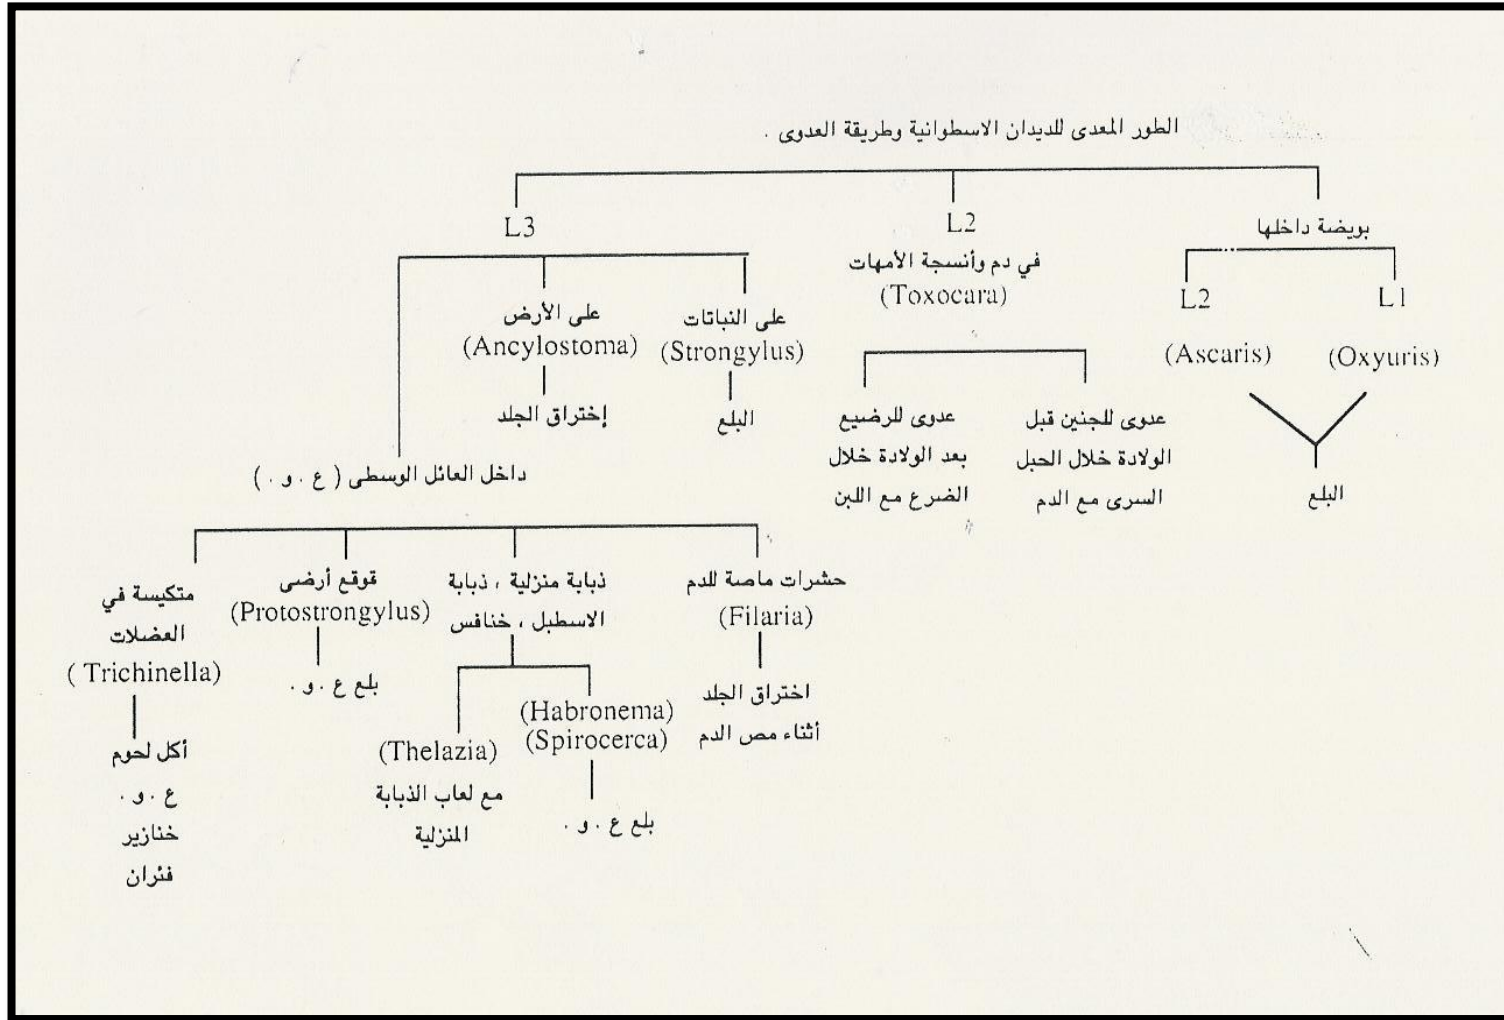 الطور المعدى للديدان الاسطوانية وطريقة العدوى .
بويضة داخلها
L1
(Oxyuris)
L2
(Ascaris)
البلع
L2
في دم وأنسجة الأمهات
(Toxocara)
عدوى للجنين قبل
الولادة خلال الحبل
السرى مع الدم
عدوى للرضيع
بعد الولادة خلال
الضرع مع اللبن
L3
على النباتات
(Strongylus)
البلع
على الأرض
(Ancylostoma)
إختراق الجلد
داخل العائل الوسطى ( ع . و . )
حشرات ماصة للدم
(Filaria)
اختراق الجلد
أثناء مص الدم
ذبابة منزلية ، ذبابة
الاسطبل ، خنافس
(Habronema)
(Spirocerca)
بلع ع . و .
(Thelazia)
مع لعاب الذبابة
المنزلية
قوقع أرضى
(Protostrongylus)
بلع ع . و .
متكيسة في
العضلات
( Trichinella)
أكل لحوم
ع . و .
خنازير
فئران